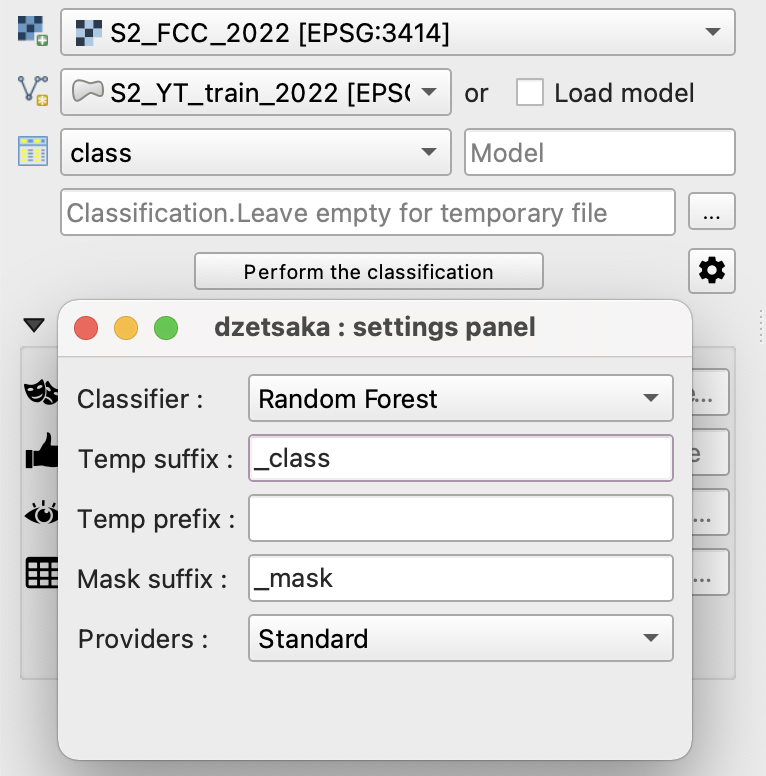 S2_FCC_2022 [EPSG:3414]
S2_YT_train_2022 [EPS or Load model
class Model
Classification.Leave empty for temporary file ...
Perform the classification
dzetsaka : settings panel
Classifier : Random Forest
Temp suffix : _class
Temp prefix :
Mask suffix : _mask
Providers : Standard